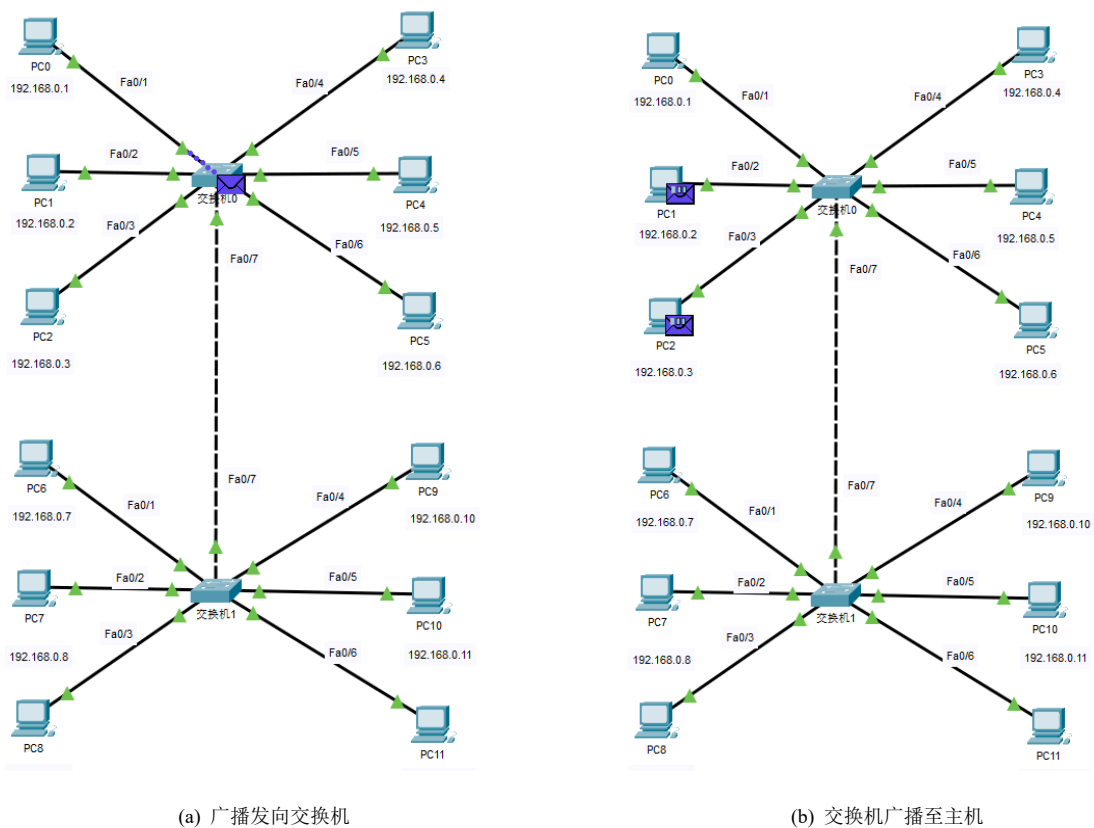 PC0
192.168.0.1
Fa0/1
PC3
192.168.0.4
Fa0/4
PC1
192.168.0.2
Fa0/2
交换机0
Fa0/5
PC4
192.168.0.5
Fa0/3
PC2
192.168.0.3
Fa0/7
Fa0/6
PC5
192.168.0.6
PC6
192.168.0.7
Fa0/1
Fa0/7
Fa0/4
PC9
192.168.0.10
Fa0/2
PC7
192.168.0.8
交换机1
Fa0/5
PC10
192.168.0.11
Fa0/3
PC8
Fa0/6
PC11
(a) 广播发向交换机
PC0
192.168.0.1
Fa0/1
PC3
192.168.0.4
Fa0/4
PC1
192.168.0.2
Fa0/2
交换机0
Fa0/5
PC4
192.168.0.5
Fa0/3
PC2
192.168.0.3
Fa0/7
Fa0/6
PC5
192.168.0.6
PC6
192.168.0.7
Fa0/1
Fa0/7
Fa0/4
PC9
192.168.0.10
Fa0/2
PC7
192.168.0.8
交换机1
Fa0/5
PC10
192.168.0.11
Fa0/3
PC8
Fa0/6
PC11
(b) 交换机广播至主机